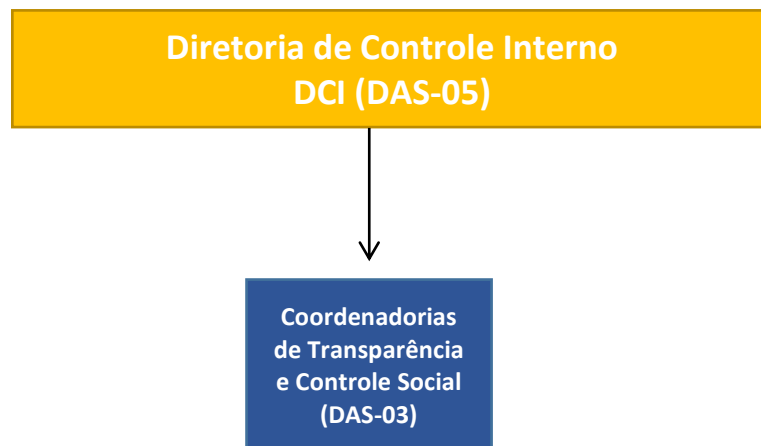 Diretoria de Controle Interno
DCI (DAS-05)
Coordenadorias
de Transparência
e Controle Social
(DAS-03)